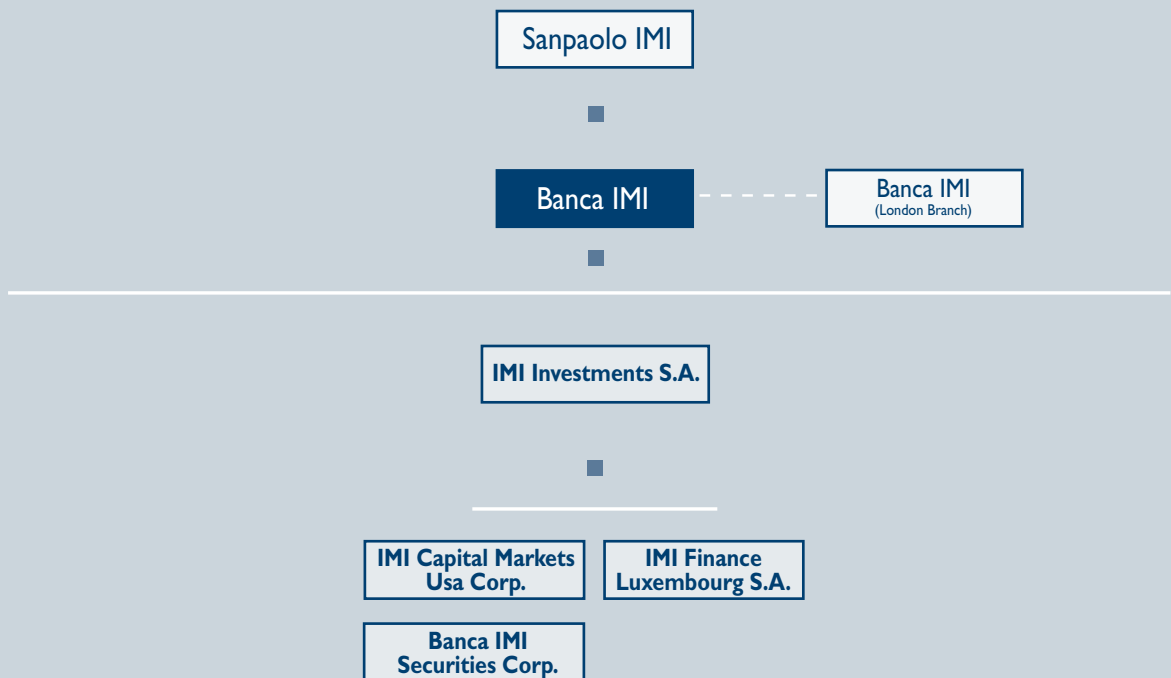 Sanpaolo IMI
Banca IMI
Banca IMI
(London Branch)
IMI Investments S.A.
IMI Capital Markets
Usa Corp.
IMI Finance
Luxembourg S.A.
Banca IMI
Securities Corp.